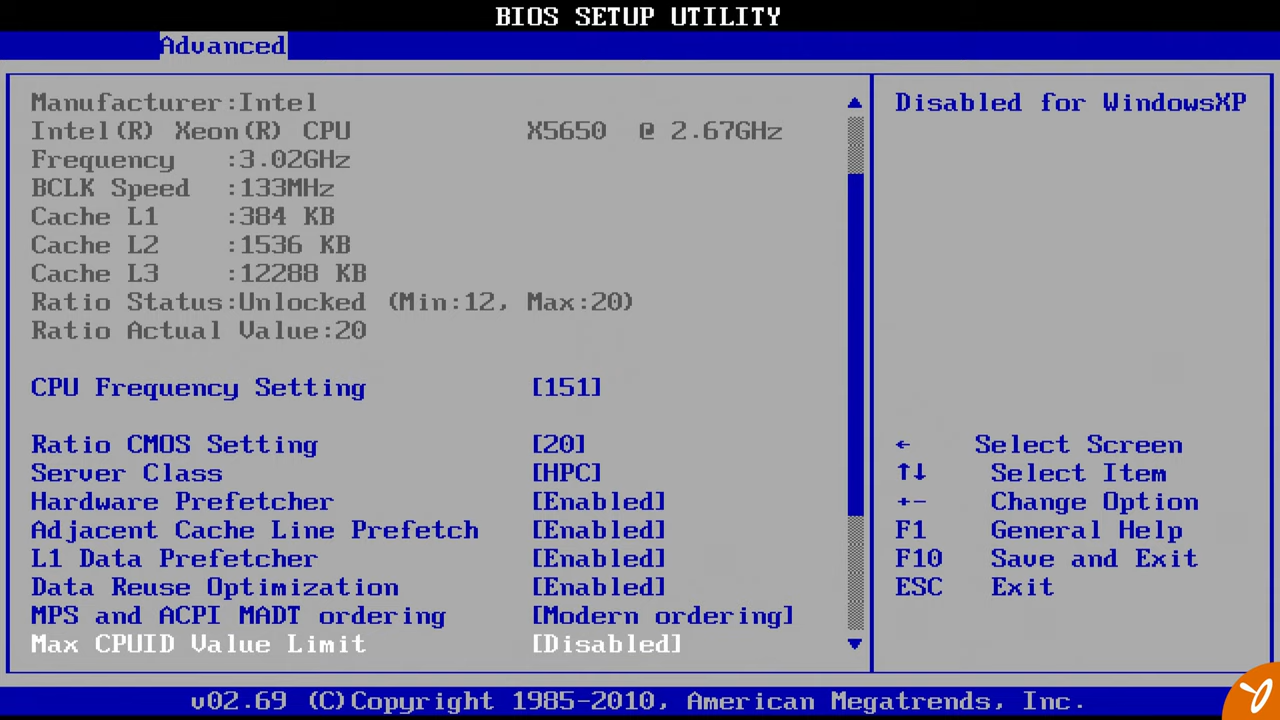 BIOS SETUP UTILITY
Advanced
Manufacturer:Intel
Intel(R) Xeon(R) CPU X5650 @ 2.67GHz
Frequency :3.02GHz
BCLK Speed :133MHz
Cache L1 :384 KB
Cache L2 :1536 KB
Cache L3 :12288 KB
Ratio Status:Unlocked (Min:12, Max:20)
Ratio Actual Value:20
CPU Frequency Setting [151]
Ratio CMOS Setting [20]
Server Class [HPC]
Hardware Prefetcher [Enabled]
Adjacent Cache Line Prefetch [Enabled]
L1 Data Prefetcher [Enabled]
Data Reuse Optimization [Enabled]
MPS and ACPI MADT ordering [Modern ordering]
Max CPUID Value Limit [Disabled]
Disabled for WindowsXP
← Select Screen
↑↓ Select Item
+- Change Option
F1 General Help
F10 Save and Exit
ESC Exit
v02.69 (C)Copyright 1985-2010, American Megatrends, Inc.